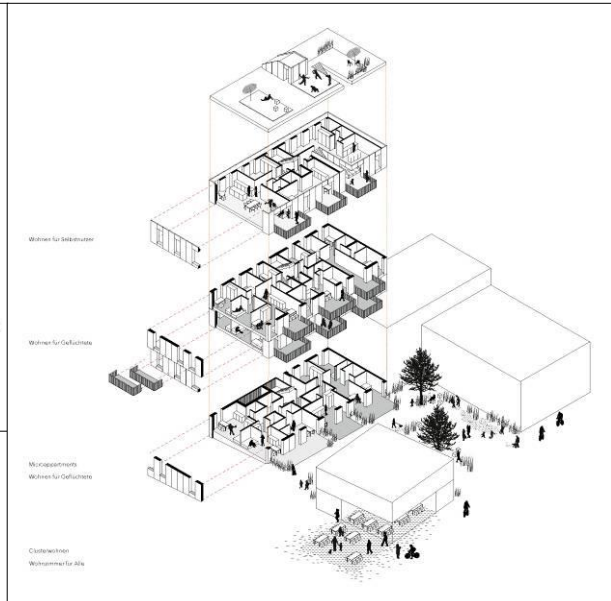 Wohnen für Selbstnutzer
Wohnen für Geflüchtete
Microappartments
Wohnen für Geflüchtete
Clusterwohnen
Wohnzimmer für Alle